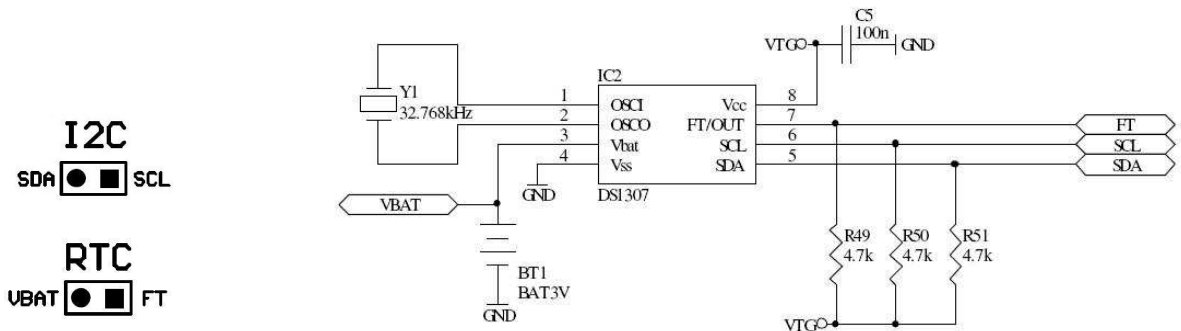 I2C
SDA SCL
RTC
VBAT FT
C5
100n
VTG
GND
IC2
Y1
32.768kHz
1 OSCI Vcc 8
2 OSCO FT/OUT 7
3 Vbat SCL 6
4 Vss SDA 5
DS1307
GND
FT
SCL
SDA
VBAT
R49
4.7k
R50
4.7k
R51
4.7k
BT1
BAT3V
GND
VTG